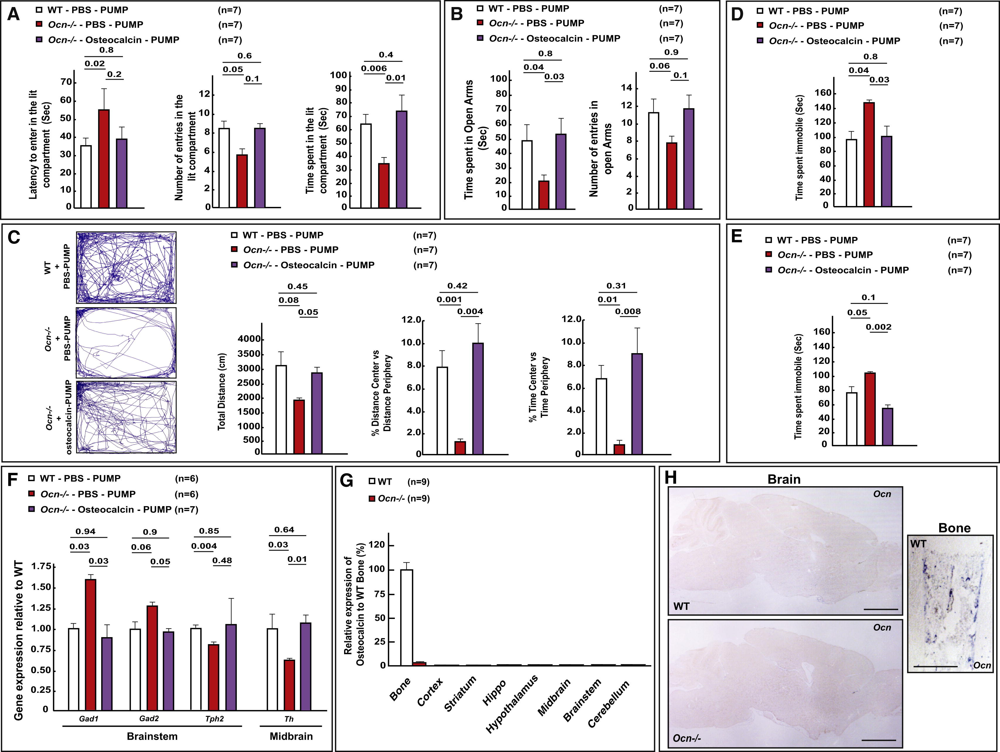 A
WT - PBS - PUMP (n=7)
Ocn-/- - PBS - PUMP (n=7)
Ocn-/- - Osteocalcin - PUMP (n=7)
0.8
0.02
0.2
70
60
50
40
30
20
10
0
Latency to enter in the lit
compartment (Sec)
0.6
0.05
0.1
12
10
8
6
4
2
0
Number of entries in the
lit compartment
0.4
0.006
0.01
100
90
80
70
60
50
40
30
20
10
0
Time spent in the lit
compartment (Sec)
B
WT - PBS - PUMP (n=7)
Ocn-/- - PBS - PUMP (n=7)
Ocn-/- - Osteocalcin - PUMP (n=7)
0.8
0.04
0.03
100
80
70
60
50
40
30
20
10
0
Time spent in Open Arms
(Sec)
0.9
0.06
0.1
14
12
10
8
6
4
2
0
Number of entries in
open Arms
D
WT - PBS - PUMP (n=7)
Ocn-/- - PBS - PUMP (n=7)
Ocn-/- - Osteocalcin - PUMP (n=7)
0.8
0.04
0.03
160
140
120
100
80
60
40
20
0
Time spent immobile (Sec)
C
WT
+
PBS-PUMP
Ocn-/-
+
PBS-PUMP
Ocn-/-
+
osteocalcin-PUMP
WT - PBS - PUMP (n=7)
Ocn-/- - PBS - PUMP (n=7)
Ocn-/- - Osteocalcin - PUMP (n=7)
0.45
0.08
0.05
4000
3500
3000
2500
2000
1500
1000
500
0
Total Distance (cm)
0.42
0.001
0.004
12.0
10.0
8.0
6.0
4.0
2.0
0
% Distance Center vs
Distance Periphery
0.31
0.01
0.008
12.0
10.0
8.0
6.0
4.0
2.0
0
% Time Center vs
Time Periphery
E
WT - PBS - PUMP (n=7)
Ocn-/- - PBS - PUMP (n=7)
Ocn-/- - Osteocalcin - PUMP (n=7)
0.1
0.05
0.002
160
140
120
100
80
60
40
20
0
Time spent immobile (Sec)
F
WT - PBS - PUMP (n=6)
Ocn-/- - PBS - PUMP (n=6)
Ocn-/- - Osteocalcin - PUMP (n=7)
0.94
0.03
0.03
0.9
0.06
0.05
0.85
0.004
0.48
0.64
0.03
0.01
1.75
1.50
1.25
1.00
0.75
0.50
0.25
0
Gene expression relative to WT
Gad1 Gad2 Tph2 Th
Brainstem Midbrain
G
WT (n=9)
Ocn-/- (n=9)
120
100
75
50
25
0
Relative expression of
Osteocalcin to WT Bone (%)
Bone
Cortex
Striatum
Hippo
Hypothalamus
Midbrain
Brainstem
Cerebellum
H
Brain
Ocn
WT
Ocn
Ocn-/-
Bone
WT
Ocn